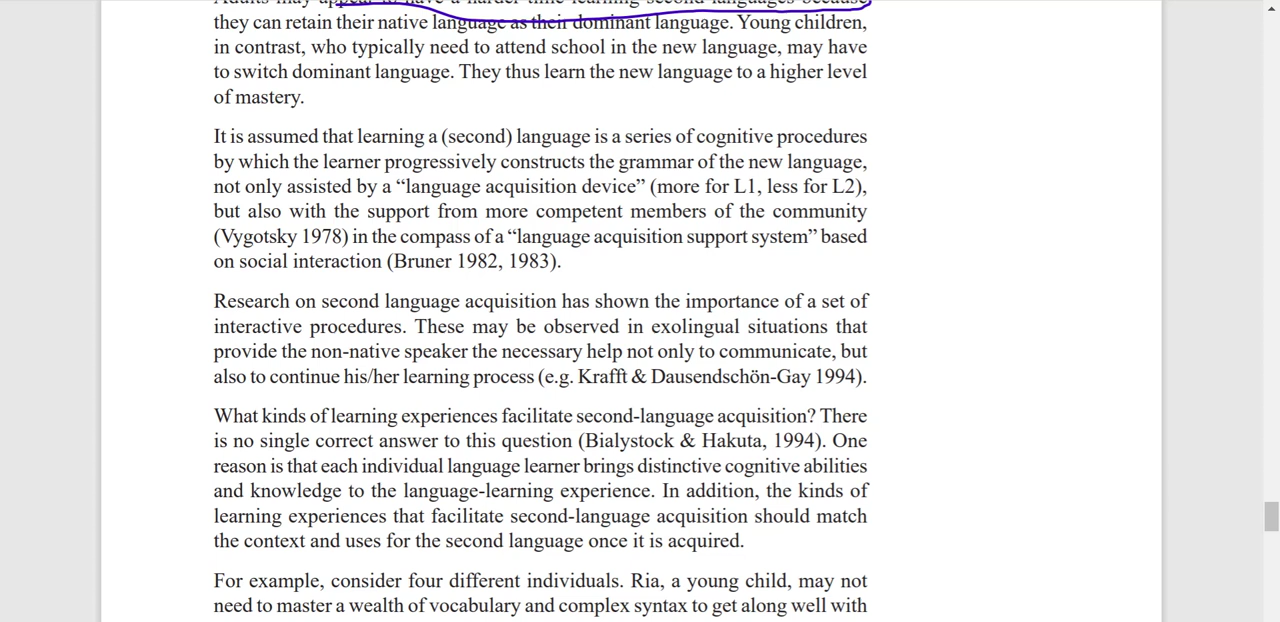 Adults may appear to have a harder time learning second languages because
they can retain their native language as their dominant language. Young children,
in contrast, who typically need to attend school in the new language, may have
to switch dominant language. They thus learn the new language to a higher level
of mastery.
It is assumed that learning a (second) language is a series of cognitive procedures
by which the learner progressively constructs the grammar of the new language,
not only assisted by a “language acquisition device” (more for L1, less for L2),
but also with the support from more competent members of the community
(Vygotsky 1978) in the compass of a “language acquisition support system” based
on social interaction (Bruner 1982, 1983).
Research on second language acquisition has shown the importance of a set of
interactive procedures. These may be observed in exolingual situations that
provide the non-native speaker the necessary help not only to communicate, but
also to continue his/her learning process (e.g. Krafft & Dausendschön-Gay 1994).
What kinds of learning experiences facilitate second-language acquisition? There
is no single correct answer to this question (Bialystock & Hakuta, 1994). One
reason is that each individual language learner brings distinctive cognitive abilities
and knowledge to the language-learning experience. In addition, the kinds of
learning experiences that facilitate second-language acquisition should match
the context and uses for the second language once it is acquired.
For example, consider four different individuals. Ria, a young child, may not
need to master a wealth of vocabulary and complex syntax to get along well with